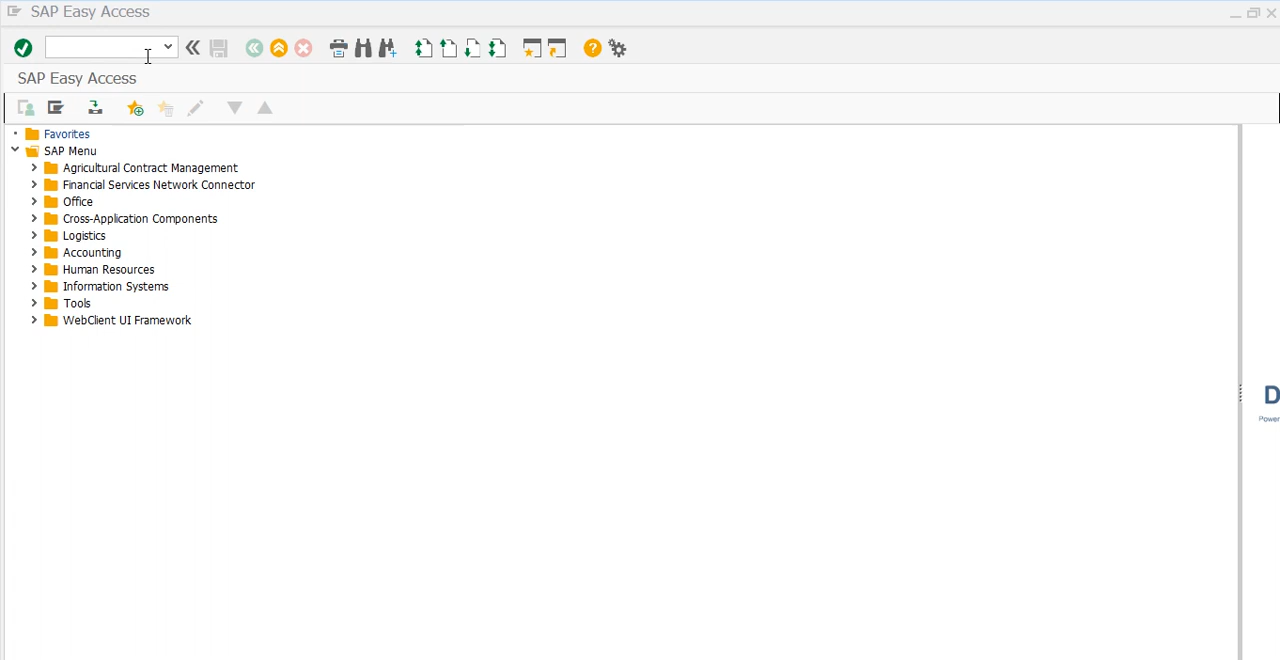 SAP Easy Access
SAP Easy Access
Favorites
SAP Menu
Agricultural Contract Management
Financial Services Network Connector
Office
Cross-Application Components
Logistics
Accounting
Human Resources
Information Systems
Tools
WebClient UI Framework
D
Power